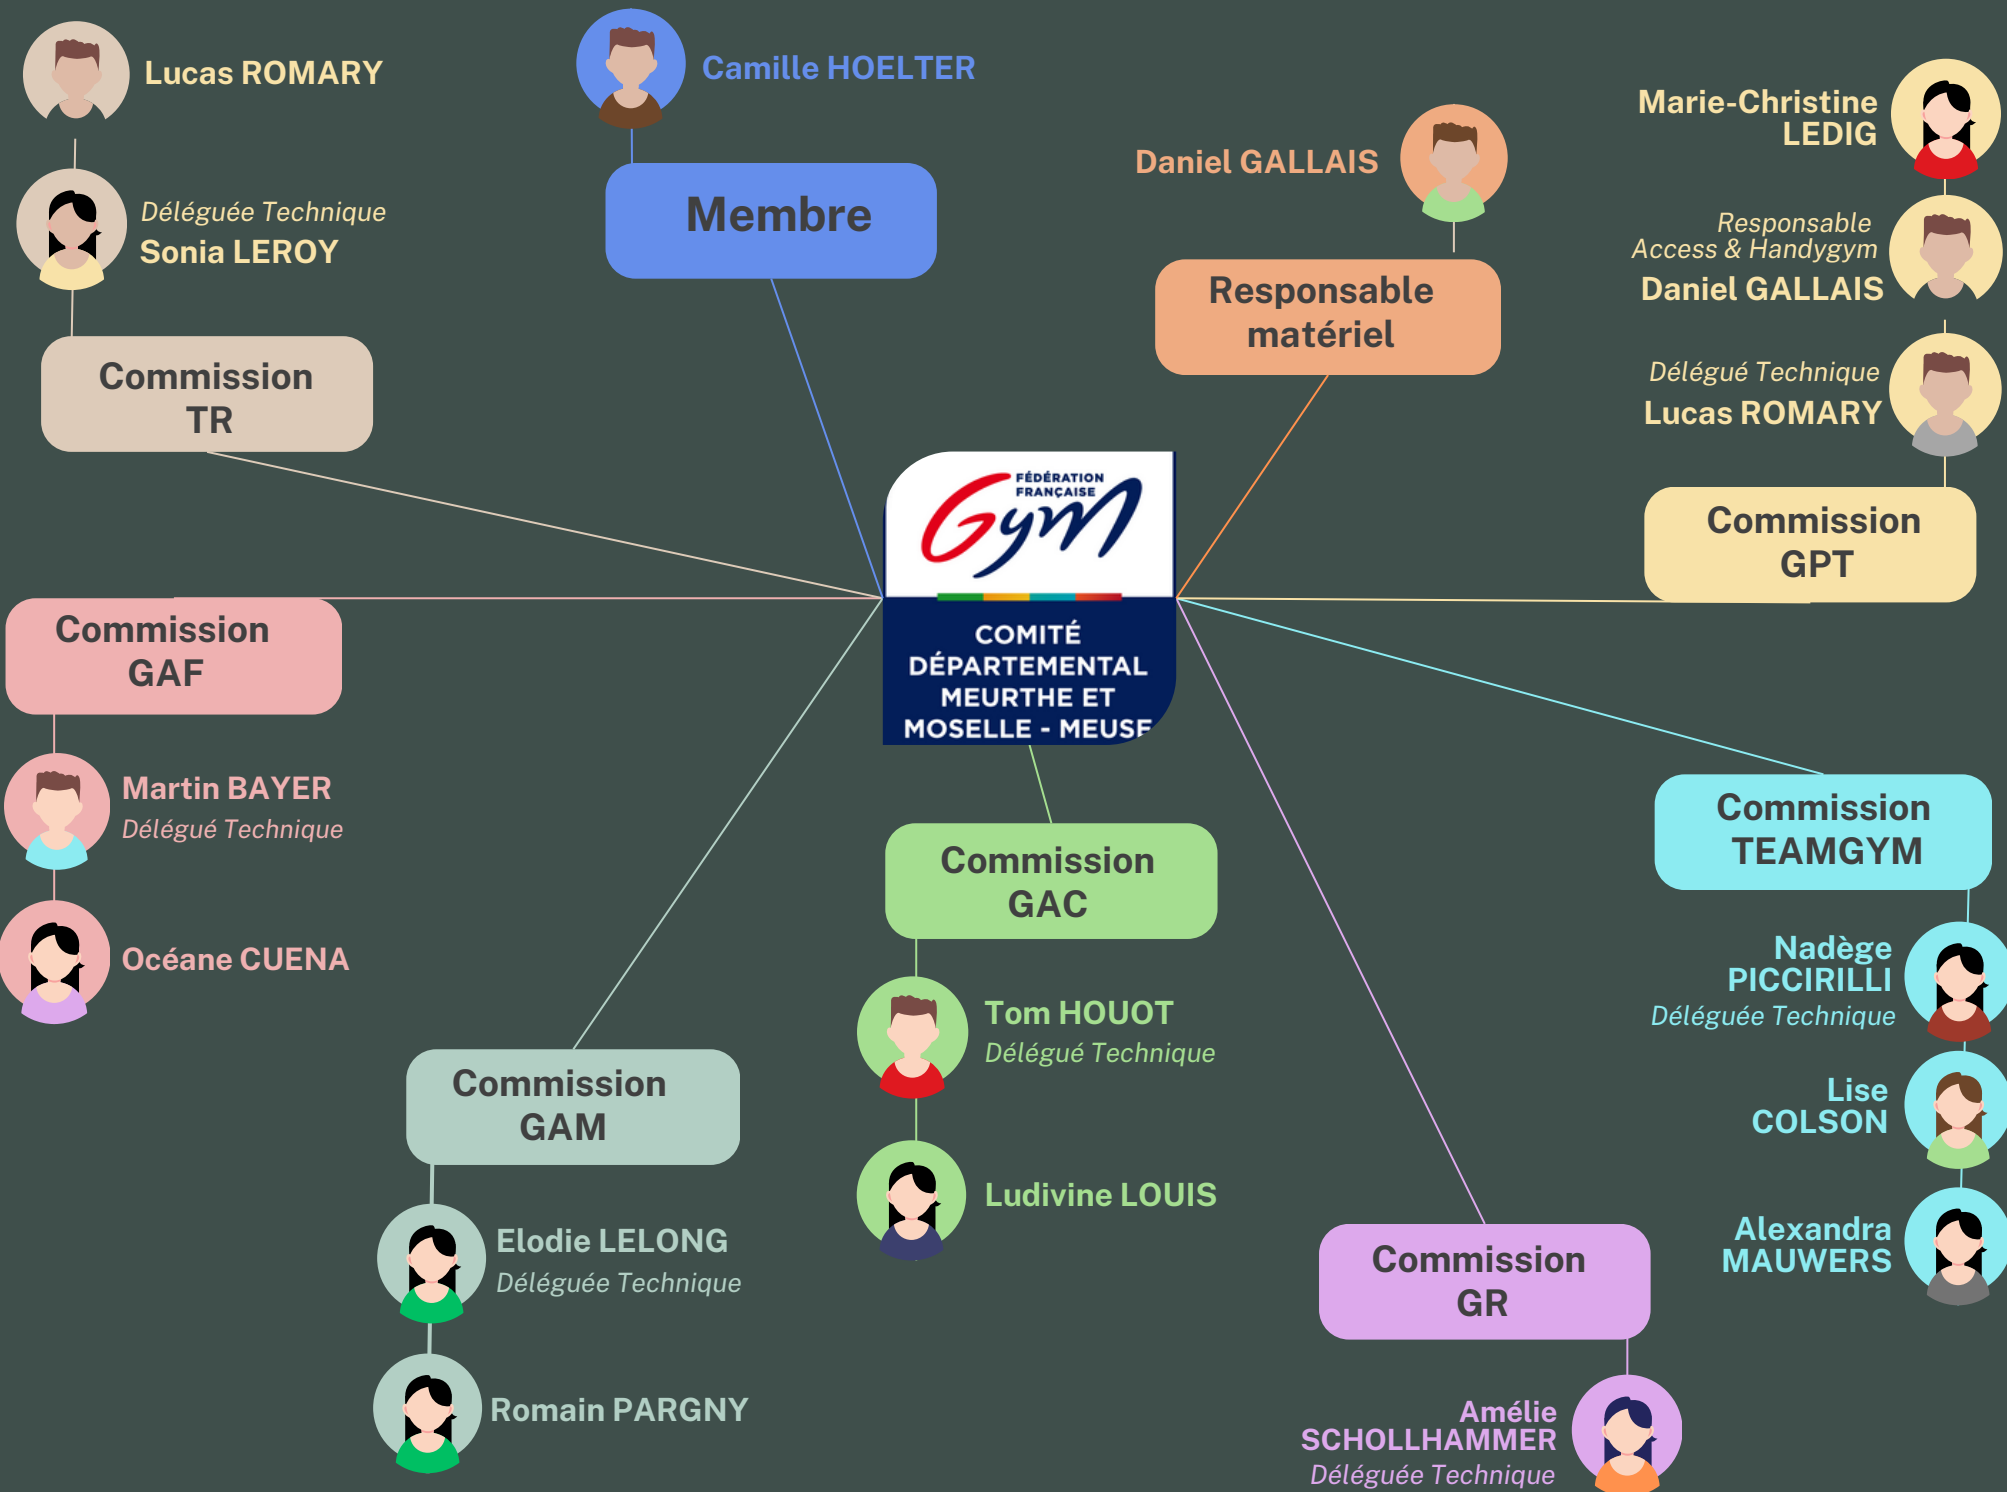 Lucas ROMARY
Déléguée Technique
Sonia LEROY
Commission
TR
Camille HOELTER
Membre
Daniel GALLAIS
Responsable
matériel
Marie-Christine
LEDIG
Responsable
Access & Handygym
Daniel GALLAIS
Délégué Technique
Lucas ROMARY
Commission
GPT
FÉDÉRATION
FRANÇAISE
Gym
COMITÉ
DÉPARTEMENTAL
MEURTHE ET
MOSELLE - MEUSE
Commission
GAF
Martin BAYER
Délégué Technique
Océane CUENA
Commission
GAM
Elodie LELONG
Déléguée Technique
Romain PARGNY
Commission
GAC
Tom HOUOT
Délégué Technique
Ludivine LOUIS
Commission
GR
Amélie
SCHOLLHAMMER
Déléguée Technique
Commission
TEAMGYM
Nadège
PICCIRILLI
Déléguée Technique
Lise
COLSON
Alexandra
MAUWERS